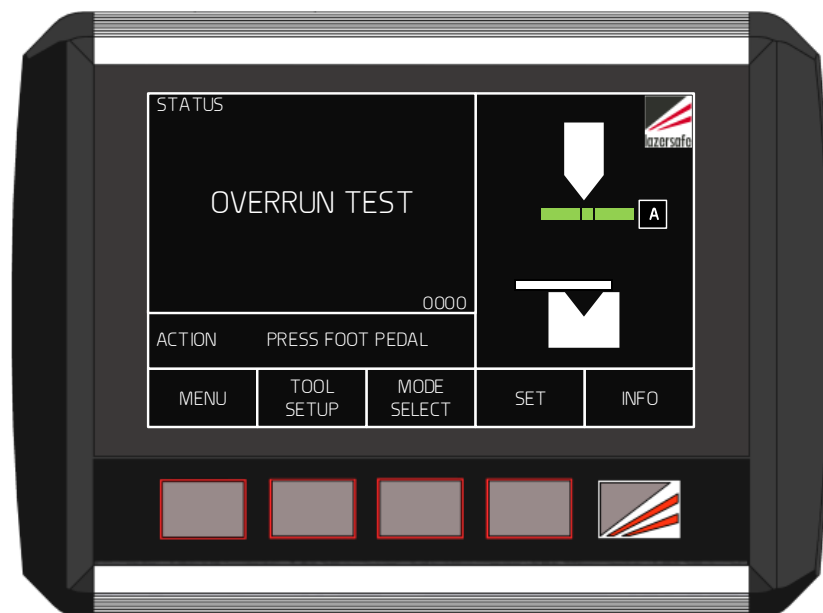 STATUS
lazersafe
OVERRUN TEST
A
0000
ACTION PRESS FOOT PEDAL
MENU
TOOL
SETUP
MODE
SELECT
SET
INFO